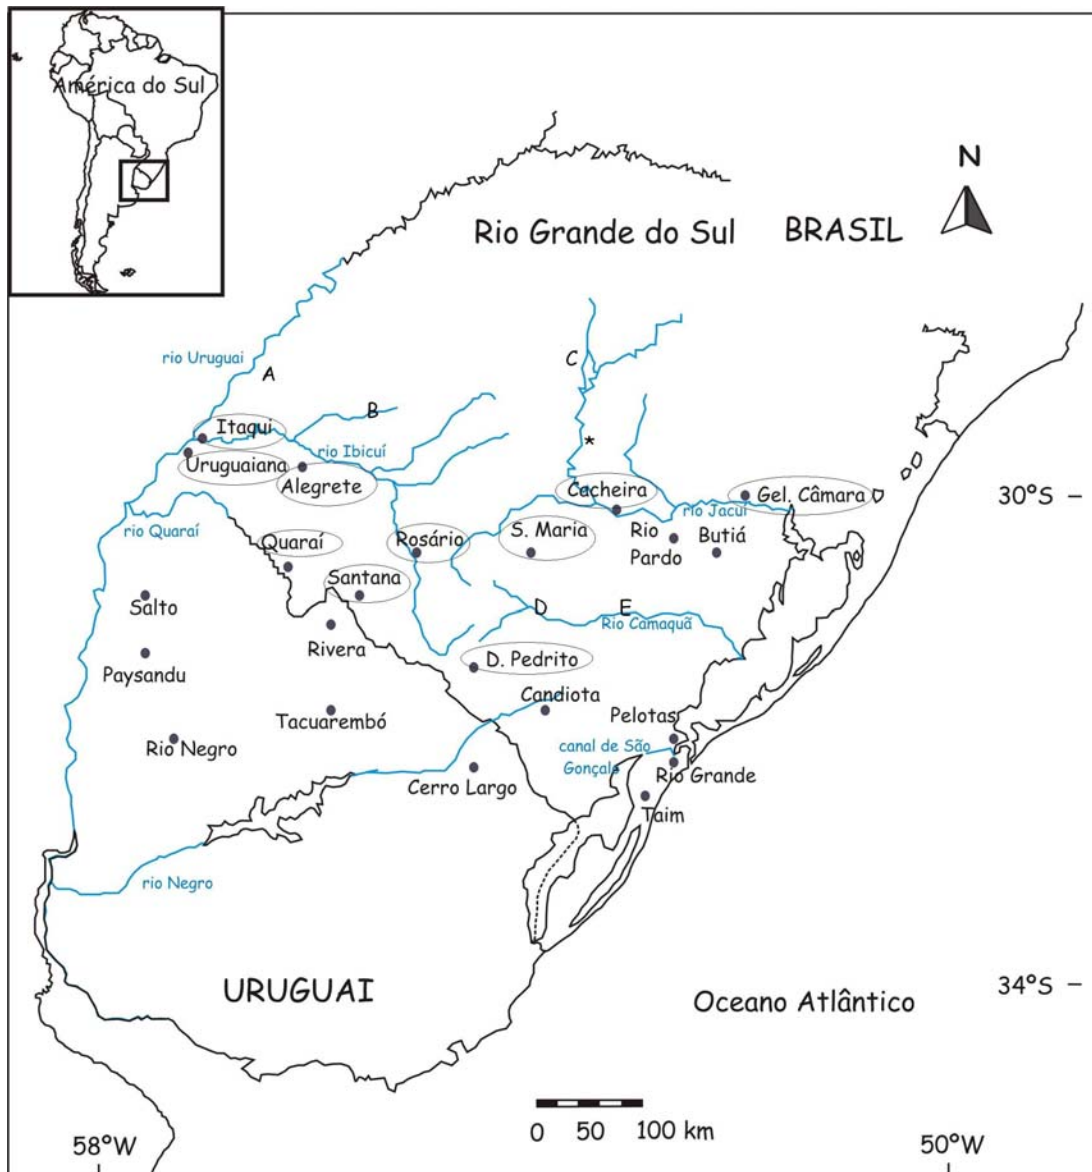 América do Sul
N
Rio Grande do Sul
BRASIL
rio Uruguai
A
C
B
*
Itaqui
rio Ibicuí
Uruguaiana
Alegrete
Cacheira
Gel. Câmara
30°S
rio Quaraí
rio Jacuí
Quaraí
Rosário
S. Maria
Rio
Pardo
Butiá
Santana
Salto
D
E
Rio Camaquã
Rivera
D. Pedrito
Paysandu
Candiota
Tacuarembó
Pelotas
Rio Negro
canal de São
Gonçalo
Rio Grande
Cerro Largo
Taim
rio Negro
URUGUAI
Oceano Atlântico
34°S
0 50 100 km
58°W
50°W